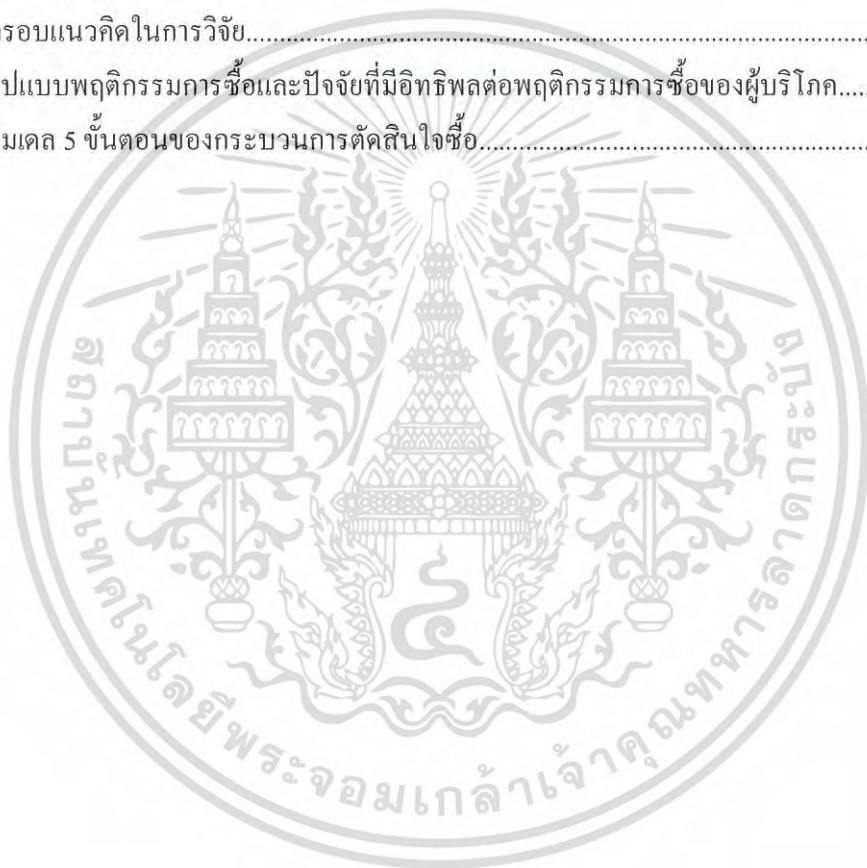 รอบแนวคิดในการวิจัย..............................................................................................
ปแบบพฤติกรรมการซื้อและปัจจัยที่มีอิทธิพลต่อพฤติกรรมการซื้อของผู้บริโภค.....
มเดล 5 ขั้นตอนของกระบวนการตัดสินใจซื้อ..........................................................
สถาบันเทคโนโลยีพระจอมเกล้าเจ้าคุณทหารลาดกระบัง
๔